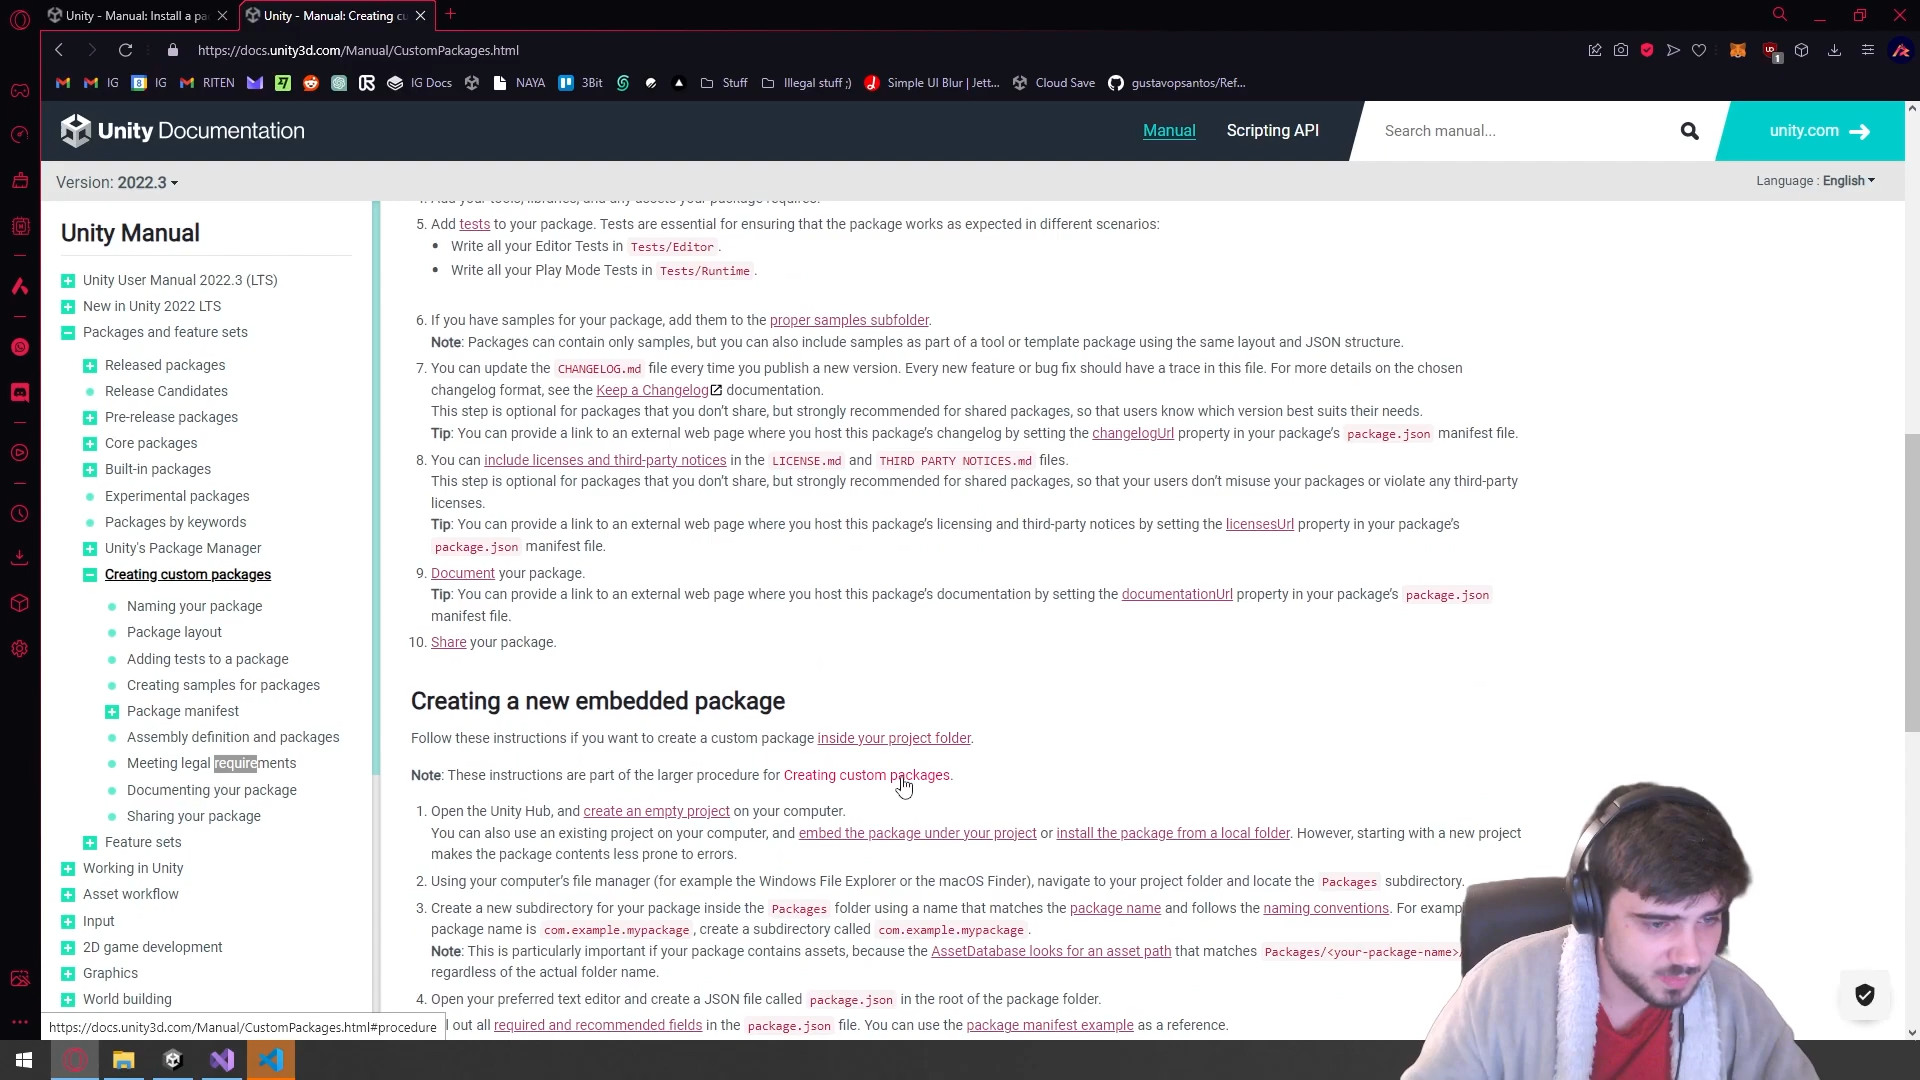 Unity - Manual: Install a pa
Unity - Manual: Creating cu
https://docs.unity3d.com/Manual/CustomPackages.html
IG
IG
RITEN
IG Docs
NAYA
3Bit
Stuff
Illegal stuff ;)
Simple UI Blur | Jett...
Cloud Save
gustavopsantos/Ref...
Unity Documentation
Manual
Scripting API
Search manual...
unity.com
Version: 2022.3
Language : English
Unity Manual
Unity User Manual 2022.3 (LTS)
New in Unity 2022 LTS
Packages and feature sets
Released packages
Release Candidates
Pre-release packages
Core packages
Built-in packages
Experimental packages
Packages by keywords
Unity's Package Manager
Creating custom packages
Naming your package
Package layout
Adding tests to a package
Creating samples for packages
Package manifest
Assembly definition and packages
Meeting legal requirements
Documenting your package
Sharing your package
Feature sets
Working in Unity
Asset workflow
Input
2D game development
Graphics
World building
https://docs.unity3d.com/Manual/CustomPackages.html#procedure
5. Add tests to your package. Tests are essential for ensuring that the package works as expected in different scenarios:
Write all your Editor Tests in Tests/Editor .
Write all your Play Mode Tests in Tests/Runtime .
6. If you have samples for your package, add them to the proper samples subfolder.
Note: Packages can contain only samples, but you can also include samples as part of a tool or template package using the same layout and JSON structure.
7. You can update the CHANGELOG.md file every time you publish a new version. Every new feature or bug fix should have a trace in this file. For more details on the chosen
changelog format, see the Keep a Changelog documentation.
This step is optional for packages that you don't share, but strongly recommended for shared packages, so that users know which version best suits their needs.
Tip: You can provide a link to an external web page where you host this package's changelog by setting the changelogUrl property in your package's package.json manifest file.
8. You can include licenses and third-party notices in the LICENSE.md and THIRD PARTY NOTICES.md files.
This step is optional for packages that you don't share, but strongly recommended for shared packages, so that your users don't misuse your packages or violate any third-party
licenses.
Tip: You can provide a link to an external web page where you host this package's licensing and third-party notices by setting the licensesUrl property in your package's
package.json manifest file.
9. Document your package.
Tip: You can provide a link to an external web page where you host this package's documentation by setting the documentationUrl property in your package's package.json
manifest file.
10. Share your package.
Creating a new embedded package
Follow these instructions if you want to create a custom package inside your project folder.
Note: These instructions are part of the larger procedure for Creating custom packages.
1. Open the Unity Hub, and create an empty project on your computer.
You can also use an existing project on your computer, and embed the package under your project or install the package from a local folder. However, starting with a new project
makes the package contents less prone to errors.
2. Using your computer's file manager (for example the Windows File Explorer or the macOS Finder), navigate to your project folder and locate the Packages subdirectory.
3. Create a new subdirectory for your package inside the Packages folder using a name that matches the package name and follows the naming conventions. For examp
package name is com.example.mypackage , create a subdirectory called com.example.mypackage .
Note: This is particularly important if your package contains assets, because the AssetDatabase looks for an asset path that matches Packages/<your-package-name>/
regardless of the actual folder name.
4. Open your preferred text editor and create a JSON file called package.json in the root of the package folder.
l out all required and recommended fields in the package.json file. You can use the package manifest example as a reference.